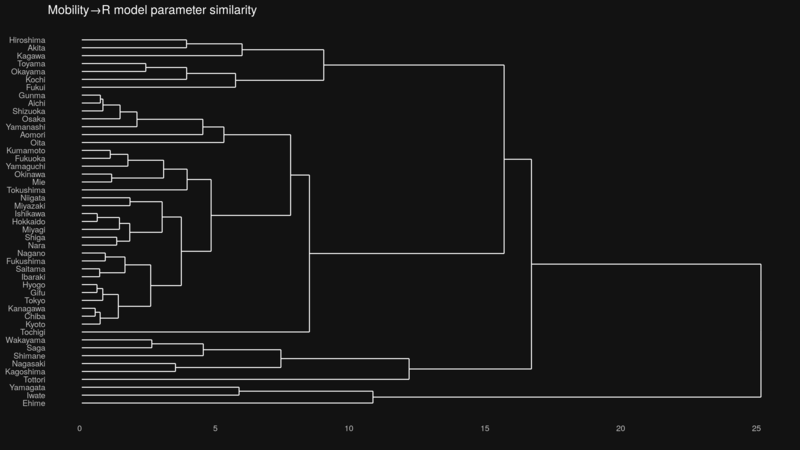 Mobility→R model parameter similarity
Hiroshima
Akita
Kagawa
Toyama
Okayama
Kochi
Fukui
Gunma
Aichi
Shizuoka
Osaka
Yamanashi
Aomori
Oita
Kumamoto
Fukuoka
Yamaguchi
Okinawa
Mie
Tokushima
Niigata
Miyazaki
Ishikawa
Hokkaido
Miyagi
Shiga
Nara
Nagano
Fukushima
Saitama
Ibaraki
Hyogo
Gifu
Tokyo
Kanagawa
Chiba
Kyoto
Tochigi
Wakayama
Saga
Shimane
Nagasaki
Kagoshima
Tottori
Yamagata
Iwate
Ehime
0 5 10 15 20 25